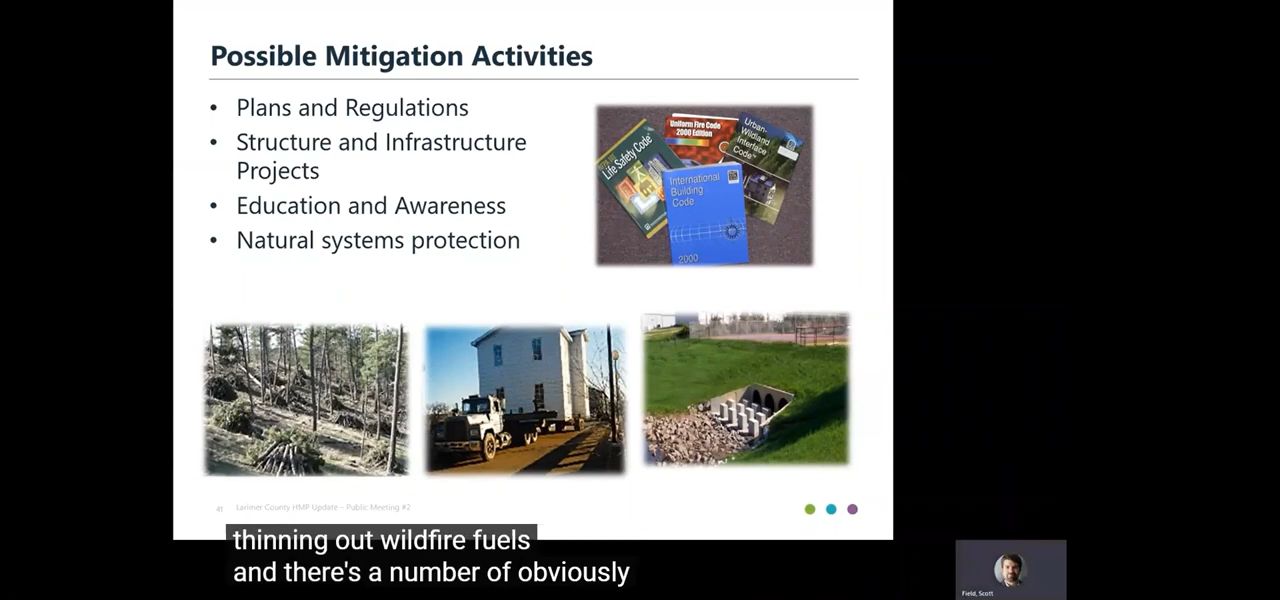 Possible Mitigation Activities
• Plans and Regulations
• Structure and Infrastructure
Projects
• Education and Awareness
• Natural systems protection
Life Safety Code
Uniform Fire Code
2000 Edition
Urban-
Wildland
Interface
Code
International
Building
Code
2000
41 Larimer County HMP Update – Public Meeting #2
thinning out wildfire fuels
and there's a number of obviously
Field, Scott